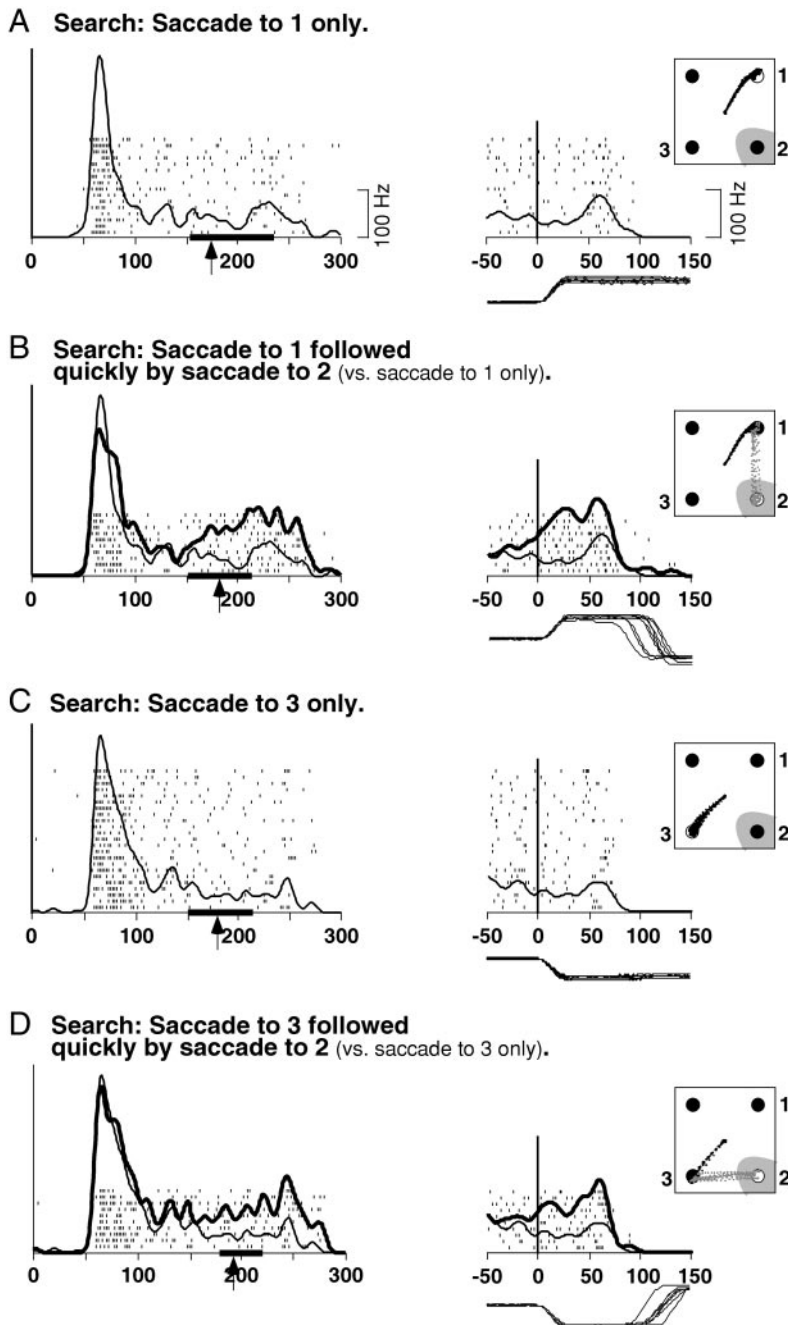 A Search: Saccade to 1 only.
1
3 2
100 Hz
100 Hz
0 100 200 300
-50 0 50 100 150
B Search: Saccade to 1 followed
quickly by saccade to 2 (vs. saccade to 1 only).
1
3 2
0 100 200 300
-50 0 50 100 150
C Search: Saccade to 3 only.
1
3 2
0 100 200 300
-50 0 50 100 150
D Search: Saccade to 3 followed
quickly by saccade to 2 (vs. saccade to 3 only).
1
3 2
0 100 200 300
-50 0 50 100 150